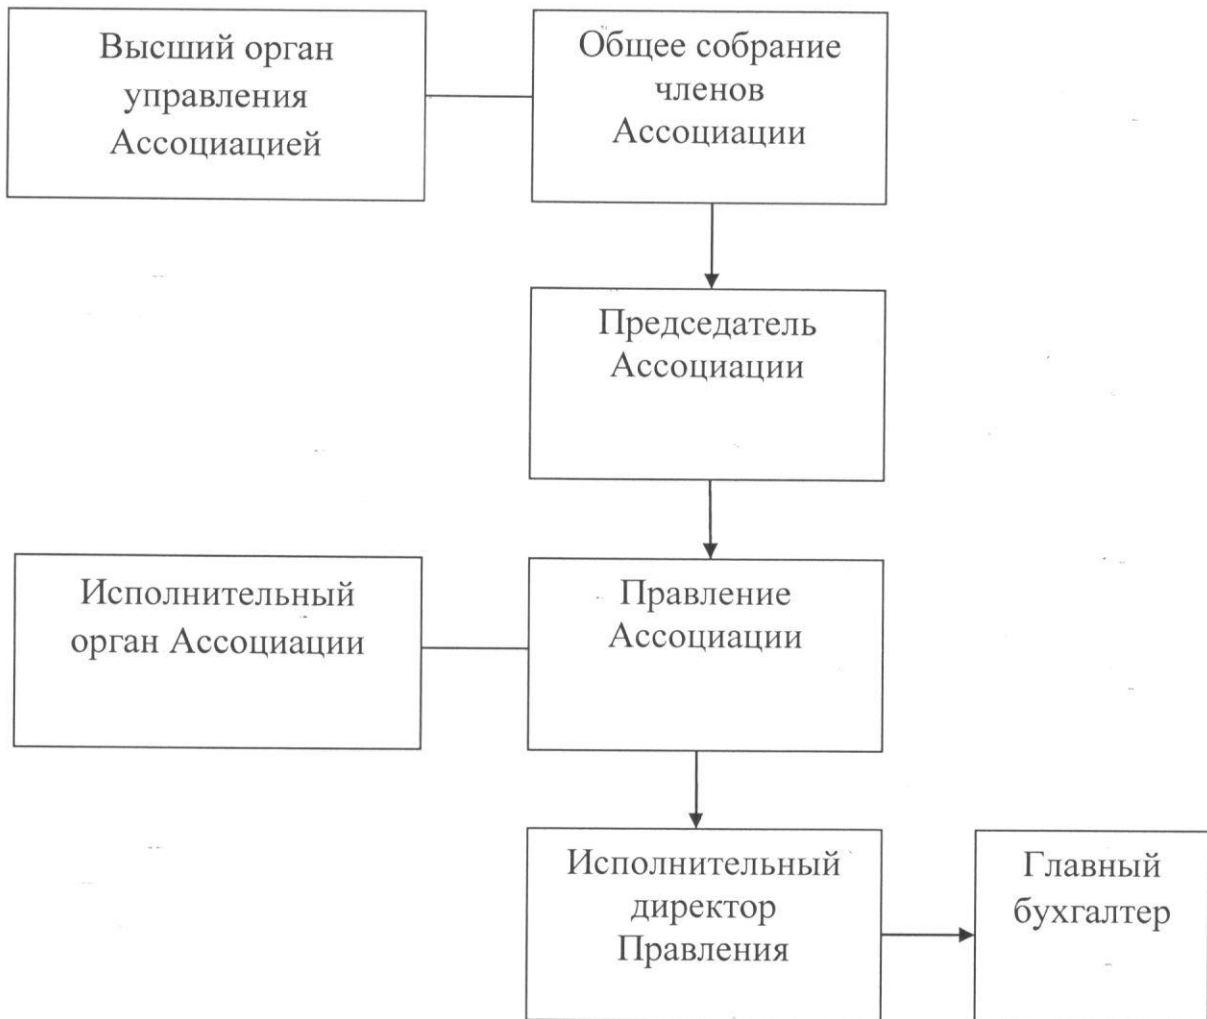 Высший орган
управления
Ассоциацией
Общее собрание
членов
Ассоциации
Председатель
Ассоциации
Исполнительный
орган Ассоциации
Правление
Ассоциации
Исполнительный
директор
Правления
Главный
бухгалтер